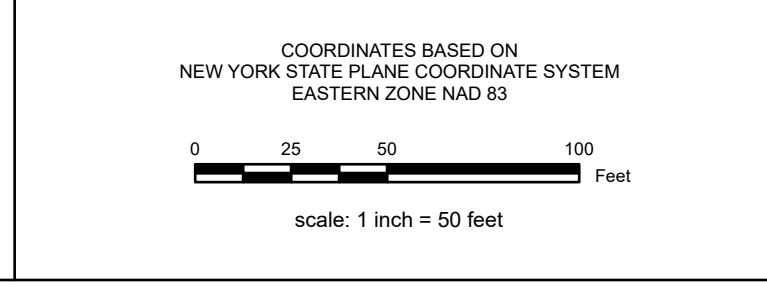 COORDINATES BASED ON
NEW YORK STATE PLANE COORDINATE SYSTEM
EASTERN ZONE NAD 83
0 25 50 100
Feet
scale: 1 inch = 50 feet